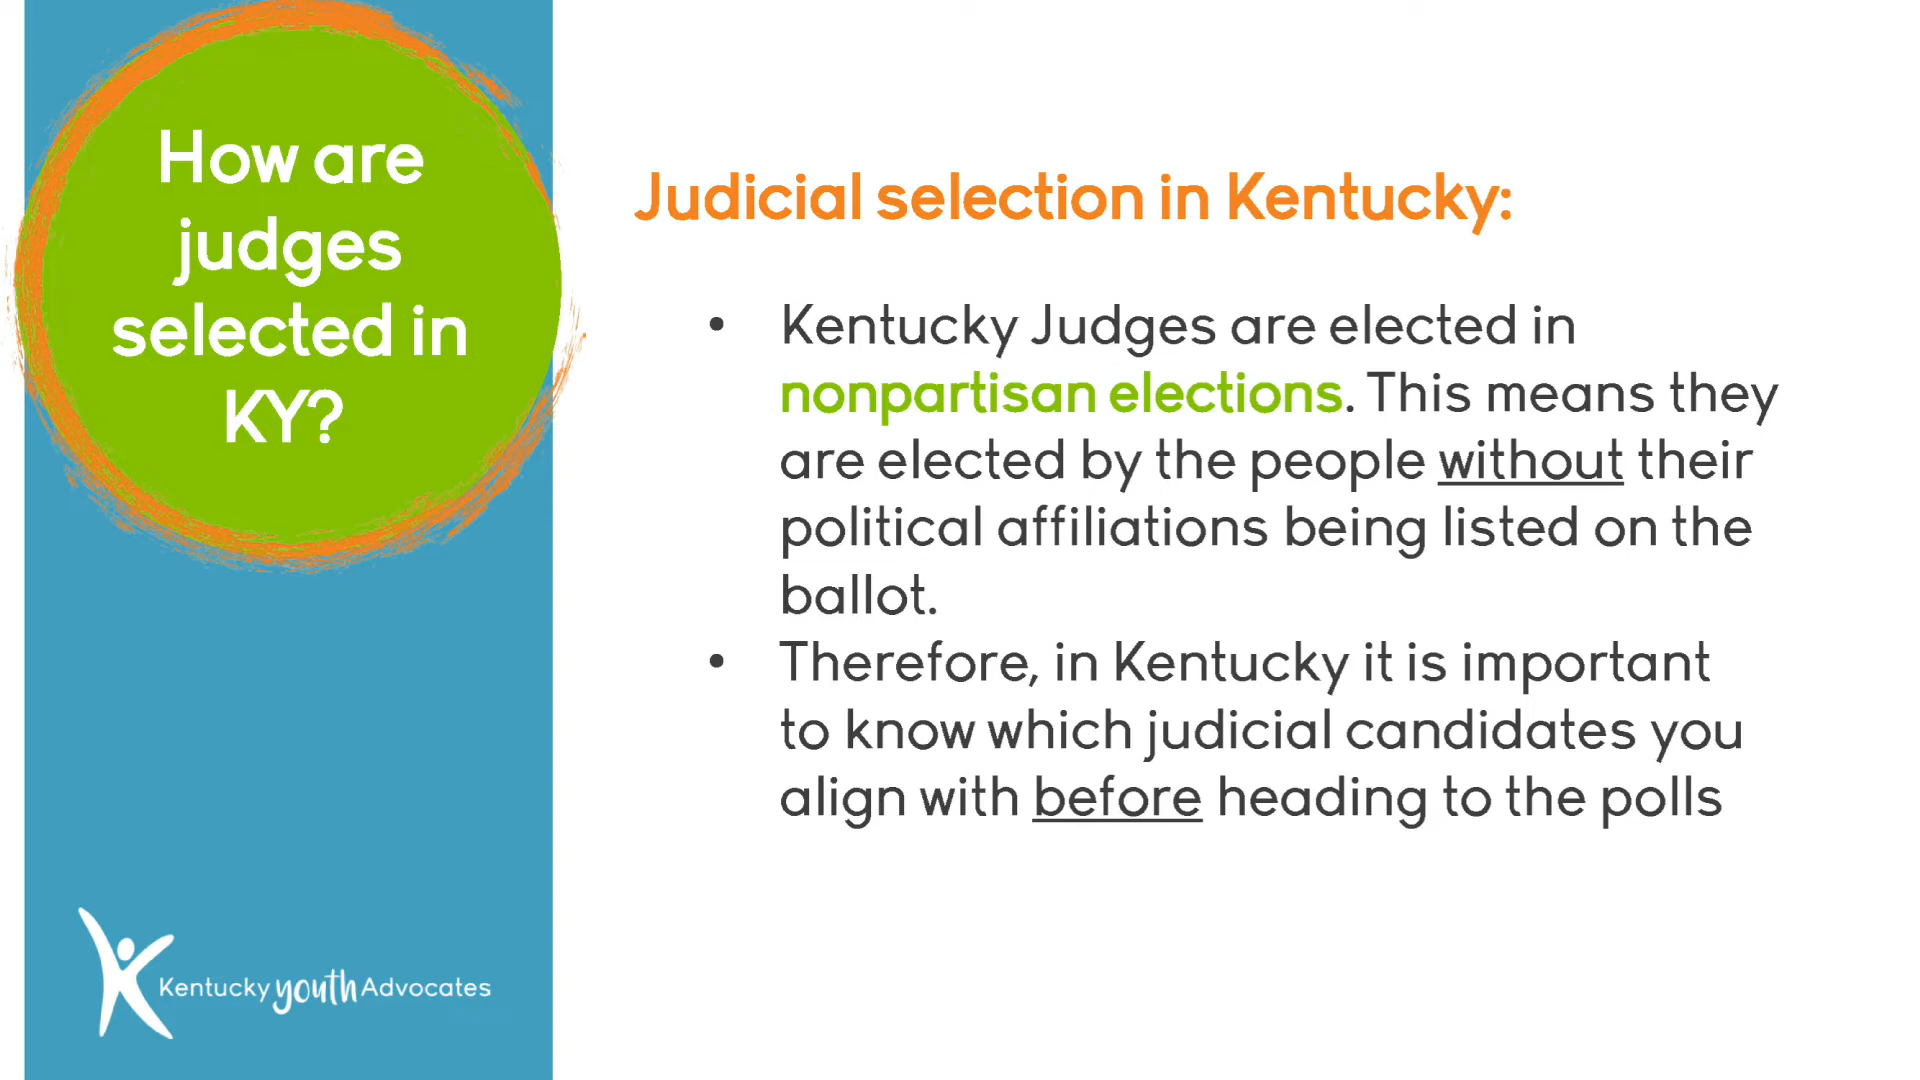 How are
judges
selected in
KY?
Judicial selection in Kentucky:
• Kentucky Judges are elected in
nonpartisan elections. This means they
are elected by the people without their
political affiliations being listed on the
ballot.
• Therefore, in Kentucky it is important
to know which judicial candidates you
align with before heading to the polls
Kentucky youth Advocates